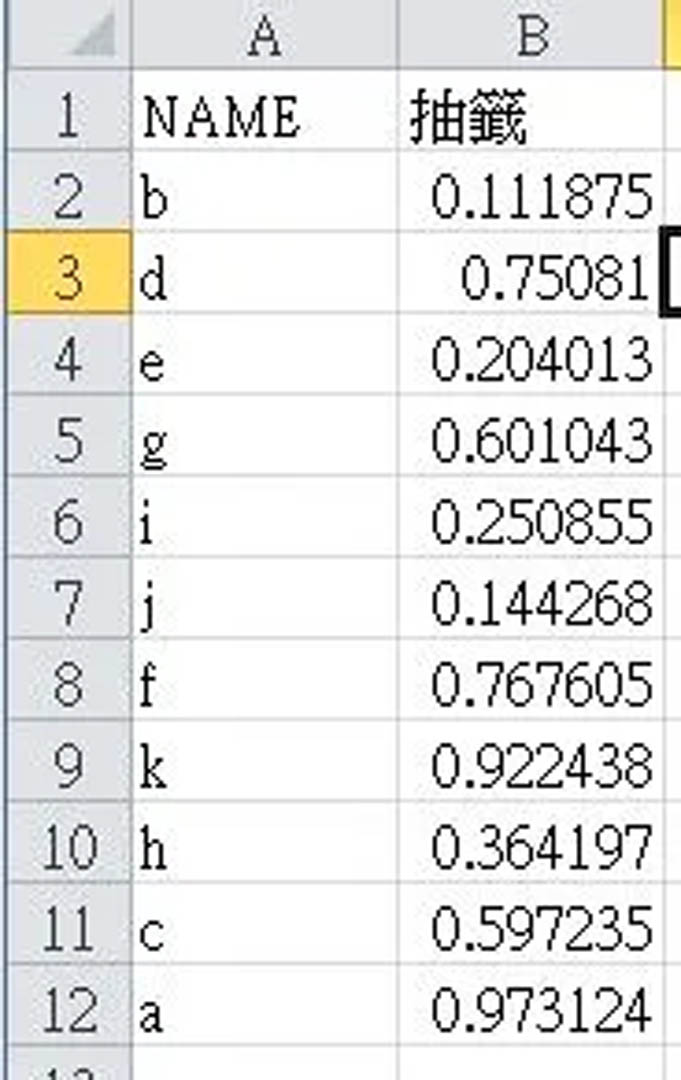 A B
1 NAME 抽籤
2 b 0.111875
3 d 0.75081
4 e 0.204013
5 g 0.601043
6 i 0.250855
7 j 0.144268
8 f 0.767605
9 k 0.922438
10 h 0.364197
11 c 0.597235
12 a 0.973124